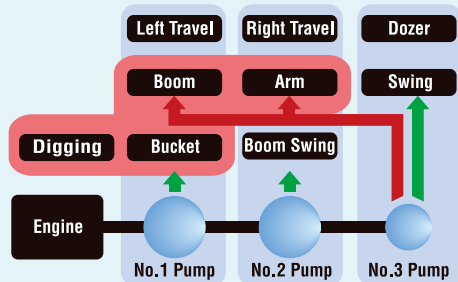 Left Travel Right Travel Dozer
Boom Arm Swing
Digging Bucket Boom Swing
Engine
No.1 Pump No.2 Pump No.3 Pump